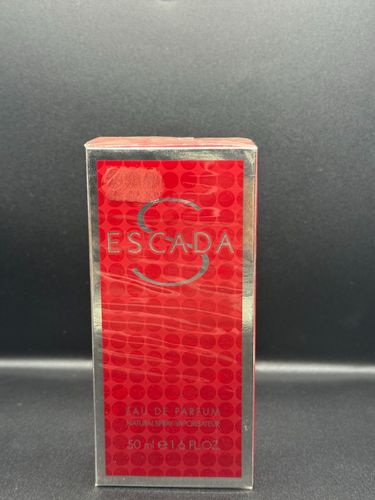 S
ESCADA
EAU DE PARFUM
NATURAL SPRAY-VAPORISATEUR
50 ml ℮ 1.6 FL.OZ.